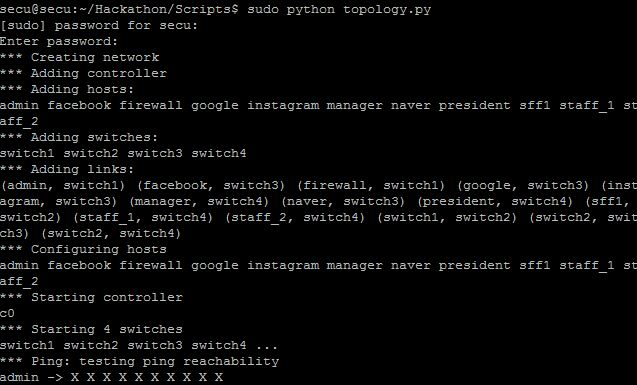 secu@secu:~/Hackathon/Scripts$ sudo python topology.py
[sudo] password for secu:
Enter password:
*** Creating network
*** Adding controller
*** Adding hosts:
admin facebook firewall google instagram manager naver president sff1 staff_1 st
aff_2
*** Adding switches:
switch1 switch2 switch3 switch4
*** Adding links:
(admin, switch1) (facebook, switch3) (firewall, switch1) (google, switch3) (inst
agram, switch3) (manager, switch4) (naver, switch3) (president, switch4) (sff1,
switch2) (staff_1, switch4) (staff_2, switch4) (switch1, switch2) (switch2, swit
ch3) (switch2, switch4)
*** Configuring hosts
admin facebook firewall google instagram manager naver president sff1 staff_1 st
aff_2
*** Starting controller
c0
*** Starting 4 switches
switch1 switch2 switch3 switch4 ...
*** Ping: testing ping reachability
admin -> X X X X X X X X X X